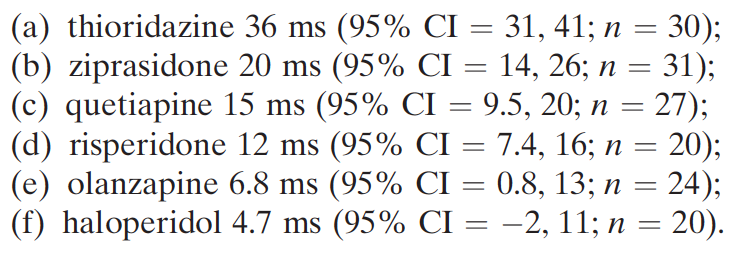 (a) thioridazine 36 ms (95% CI = 31, 41; n = 30);
(b) ziprasidone 20 ms (95% CI = 14, 26; n = 31);
(c) quetiapine 15 ms (95% CI = 9.5, 20; n = 27);
(d) risperidone 12 ms (95% CI = 7.4, 16; n = 20);
(e) olanzapine 6.8 ms (95% CI = 0.8, 13; n = 24);
(f) haloperidol 4.7 ms (95% CI = −2, 11; n = 20).